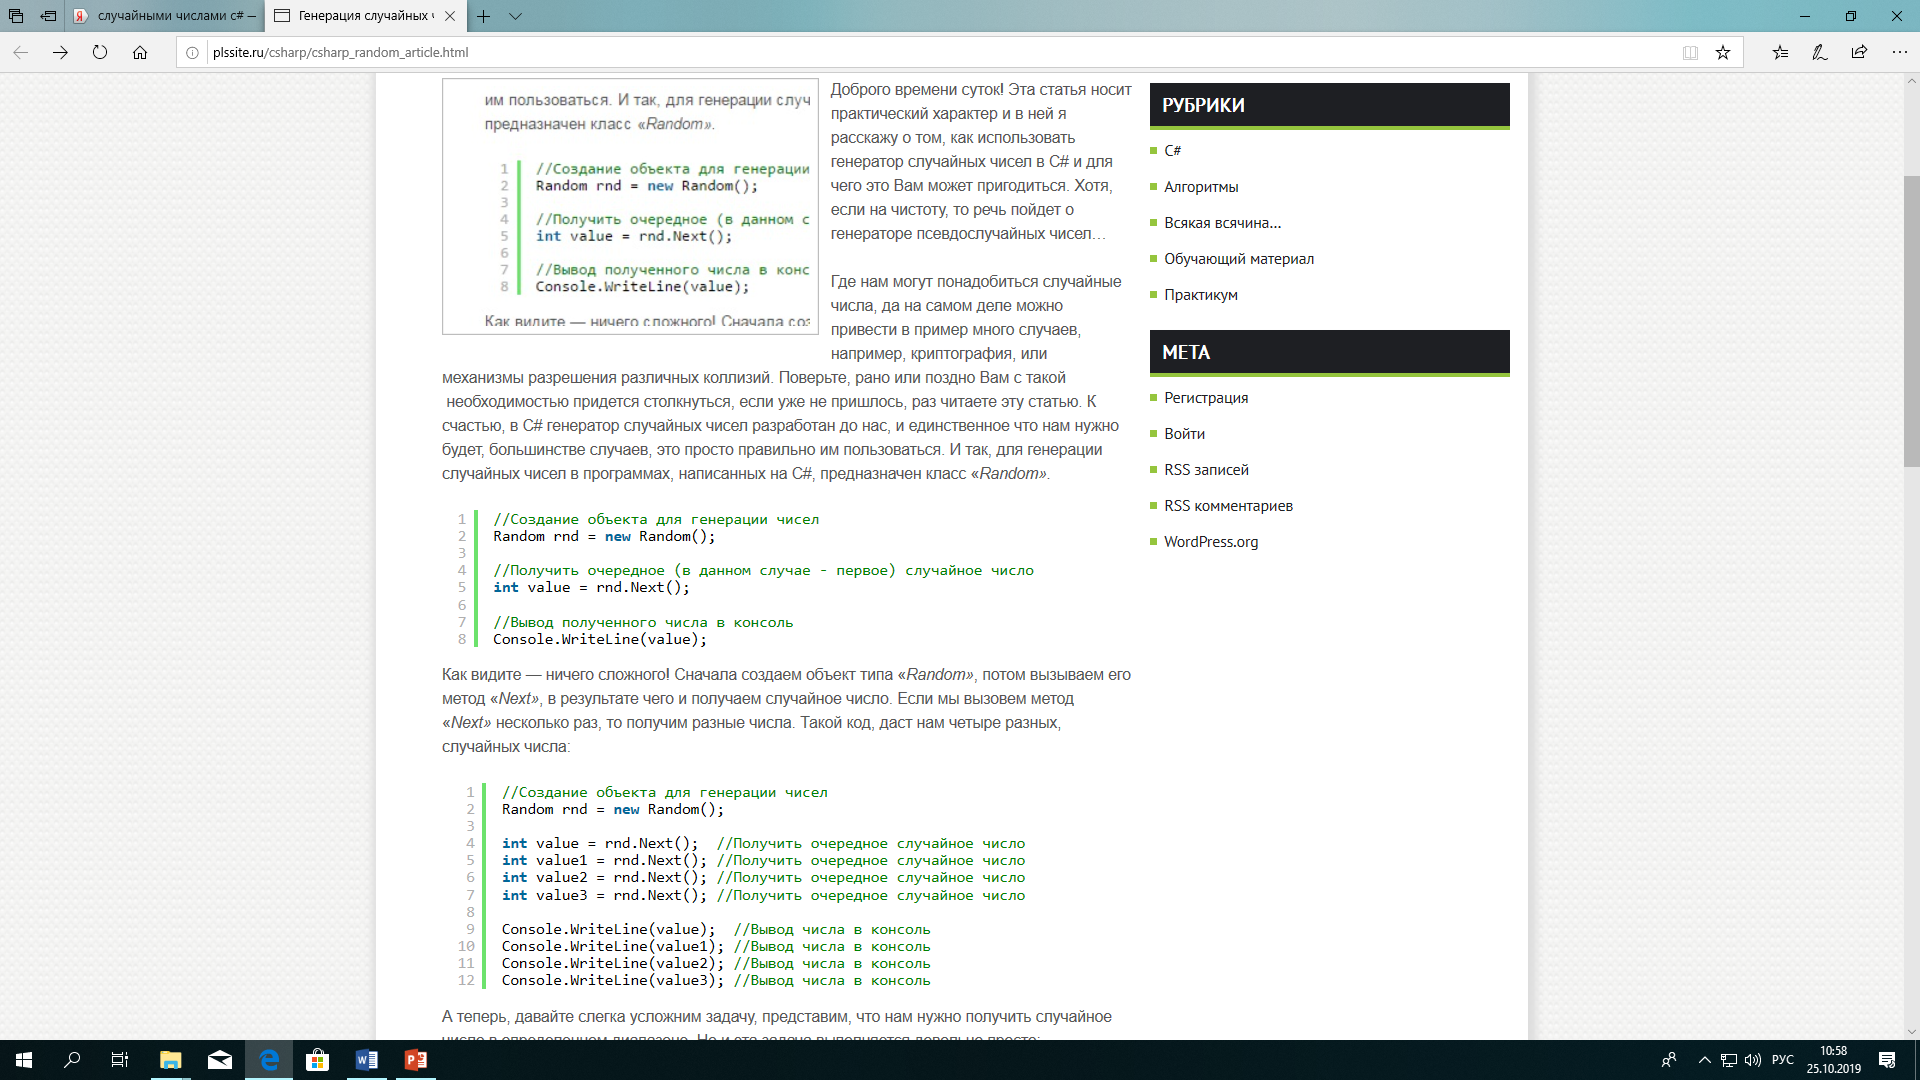 случайными числами c# —
Генерация случайных ч
plssite.ru/csharp/csharp_random_article.html
им пользоваться. И так, для генерации случ
предназначен класс «Random».
1 //Создание объекта для генерации
2 Random rnd = new Random();
3
4 //Получить очередное (в данном с
5 int value = rnd.Next();
6
7 //Вывод полученного числа в конс
8 Console.WriteLine(value);
Как видите — ничего сложного! Сначала соз
Доброго времени суток! Эта статья носит
практический характер и в ней я
расскажу о том, как использовать
генератор случайных чисел в C# и для
чего это Вам может пригодиться. Хотя,
если на чистоту, то речь пойдет о
генераторе псевдослучайных чисел…
Где нам могут понадобиться случайные
числа, да на самом деле можно
привести в пример много случаев,
например, криптография, или
механизмы разрешения различных коллизий. Поверьте, рано или поздно Вам с такой
необходимостью придется столкнуться, если уже не пришлось, раз читаете эту статью. К
счастью, в C# генератор случайных чисел разработан до нас, и единственное что нам нужно
будет, большинстве случаев, это просто правильно им пользоваться. И так, для генерации
случайных чисел в программах, написанных на C#, предназначен класс «Random».
1 //Создание объекта для генерации чисел
2 Random rnd = new Random();
3
4 //Получить очередное (в данном случае - первое) случайное число
5 int value = rnd.Next();
6
7 //Вывод полученного числа в консоль
8 Console.WriteLine(value);
Как видите — ничего сложного! Сначала создаем объект типа «Random», потом вызываем его
метод «Next», в результате чего и получаем случайное число. Если мы вызовем метод
«Next» несколько раз, то получим разные числа. Такой код, даст нам четыре разных,
случайных числа:
1 //Создание объекта для генерации чисел
2 Random rnd = new Random();
3
4 int value = rnd.Next(); //Получить очередное случайное число
5 int value1 = rnd.Next(); //Получить очередное случайное число
6 int value2 = rnd.Next(); //Получить очередное случайное число
7 int value3 = rnd.Next(); //Получить очередное случайное число
8
9 Console.WriteLine(value); //Вывод числа в консоль
10 Console.WriteLine(value1); //Вывод числа в консоль
11 Console.WriteLine(value2); //Вывод числа в консоль
12 Console.WriteLine(value3); //Вывод числа в консоль
А теперь, давайте слегка усложним задачу, представим, что нам нужно получить случайное
число в определенном диапазоне. Но и эта задача выполняется довольно просто:
РУБРИКИ
C#
Алгоритмы
Всякая всячина...
Обучающий материал
Практикум
МЕТА
Регистрация
Войти
RSS записей
RSS комментариев
WordPress.org
РУС
10:58
25.10.2019